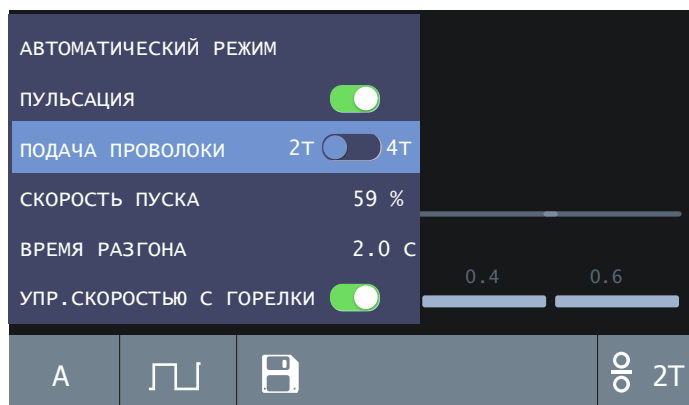 АВТОМАТИЧЕСКИЙ РЕЖИМ
ПУЛЬСАЦИЯ
ПОДАЧА ПРОВОЛОКИ 2Т 4Т
СКОРОСТЬ ПУСКА 59 %
ВРЕМЯ РАЗГОНА 2.0 С
УПР.СКОРОСТЬЮ С ГОРЕЛКИ
0.4 0.6
А 2Т